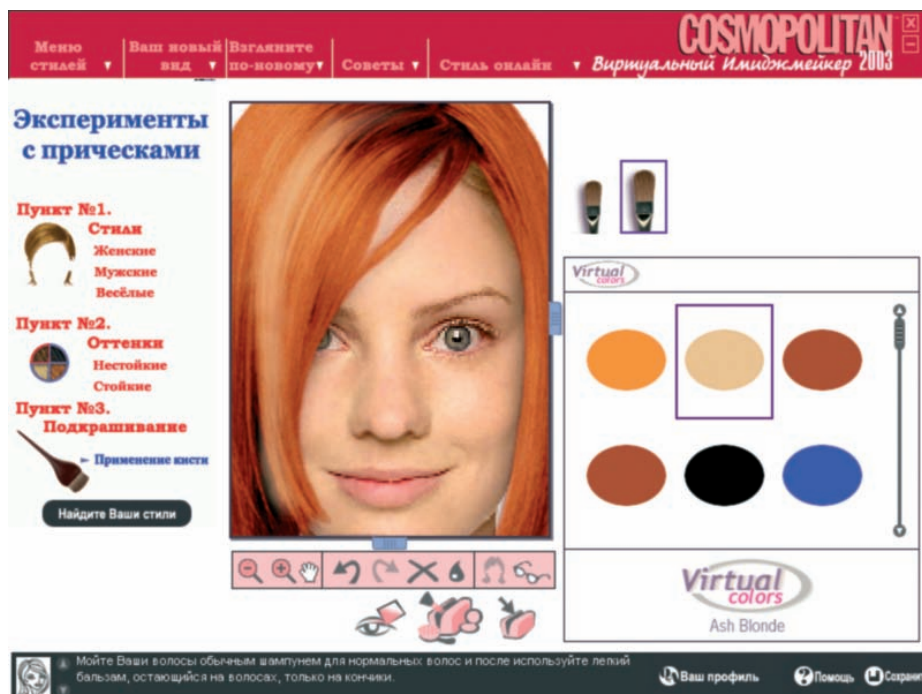 COSMOPOLITAN
Виртуальный Имиджмейкер 2003
Меню стилей
Ваш новый вид
Взгляните по-новому
Советы
Стиль онлайн
Эксперименты
с прическами
Пункт №1.
Стили
Женские
Мужские
Весёлые
Пункт №2.
Оттенки
Нестойкие
Стойкие
Пункт №3.
Подкрашивание
Применение кисти
Найдите Ваши стили
Virtual
colors
Virtual
colors
Ash Blonde
Мойте Ваши волосы обычным шампунем для нормальных волос и после используйте легкий
бальзам, остающийся на волосах, только на кончики.
Ваш профиль
Помощь